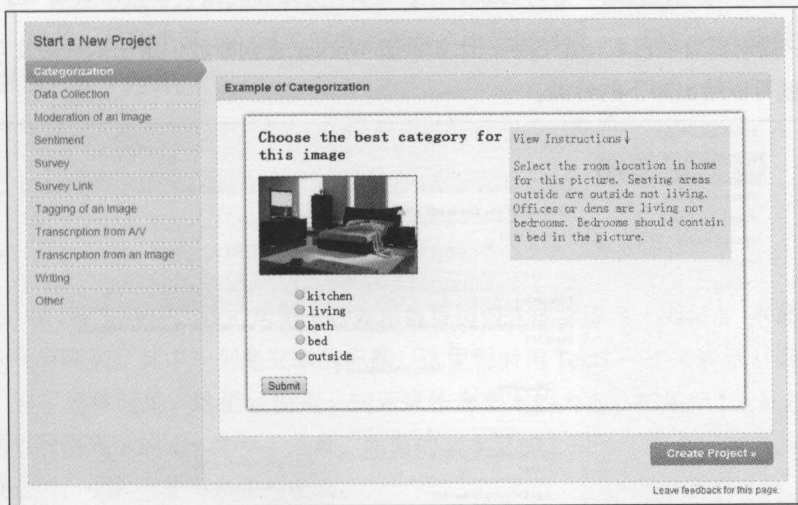 Start a New Project
Categorization
Data Collection
Moderation of an Image
Sentiment
Survey
Survey Link
Tagging of an Image
Transcription from A/V
Transcription from an Image
Writing
Other
Example of Categorization
Choose the best category for
this image
View Instructions↓
Select the room location in home
for this picture. Seating areas
outside are outside not living.
Offices or dens are living not
bedrooms. Bedrooms should contain
a bed in the picture.
kitchen
living
bath
bed
outside
Submit
Create Project »
Leave feedback for this page.